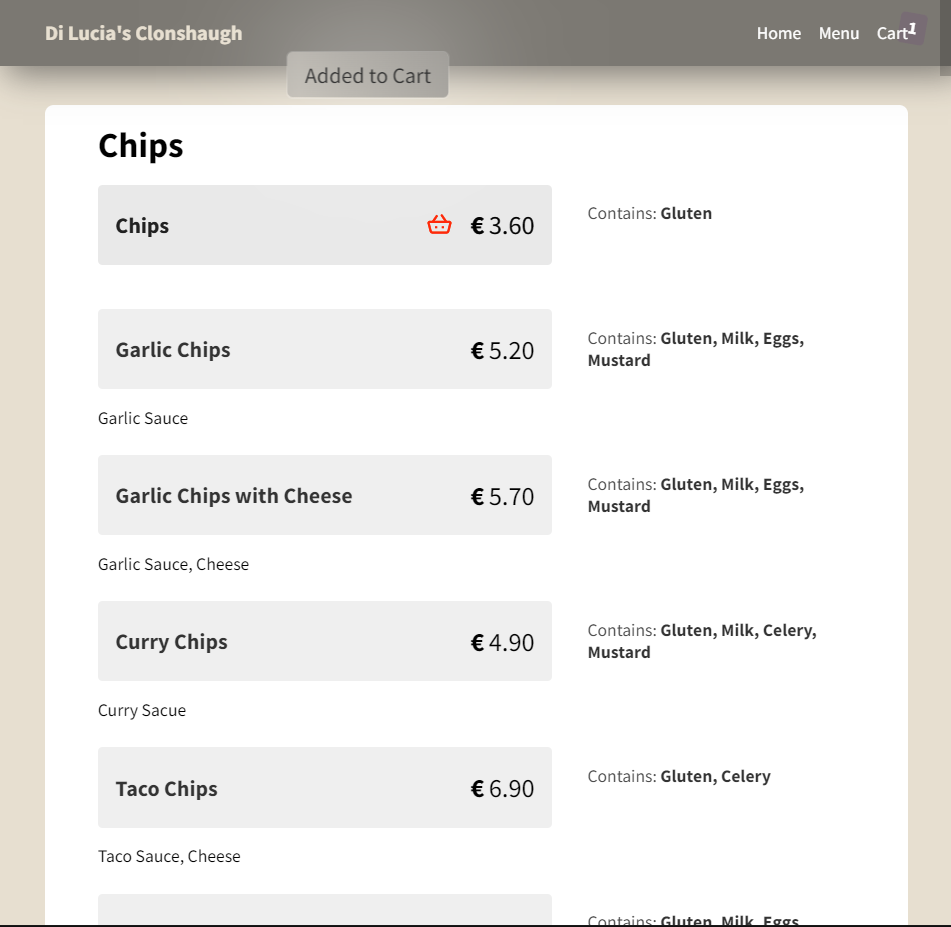 Di Lucia's Clonshaugh
Home Menu Cart 1
Added to Cart
Chips
Chips € 3.60
Contains: Gluten
Garlic Chips € 5.20
Contains: Gluten, Milk, Eggs,
Mustard
Garlic Sauce
Garlic Chips with Cheese € 5.70
Contains: Gluten, Milk, Eggs,
Mustard
Garlic Sauce, Cheese
Curry Chips € 4.90
Contains: Gluten, Milk, Celery,
Mustard
Curry Sacue
Taco Chips € 6.90
Contains: Gluten, Celery
Taco Sauce, Cheese
Contains: Gluten, Milk, Eggs,